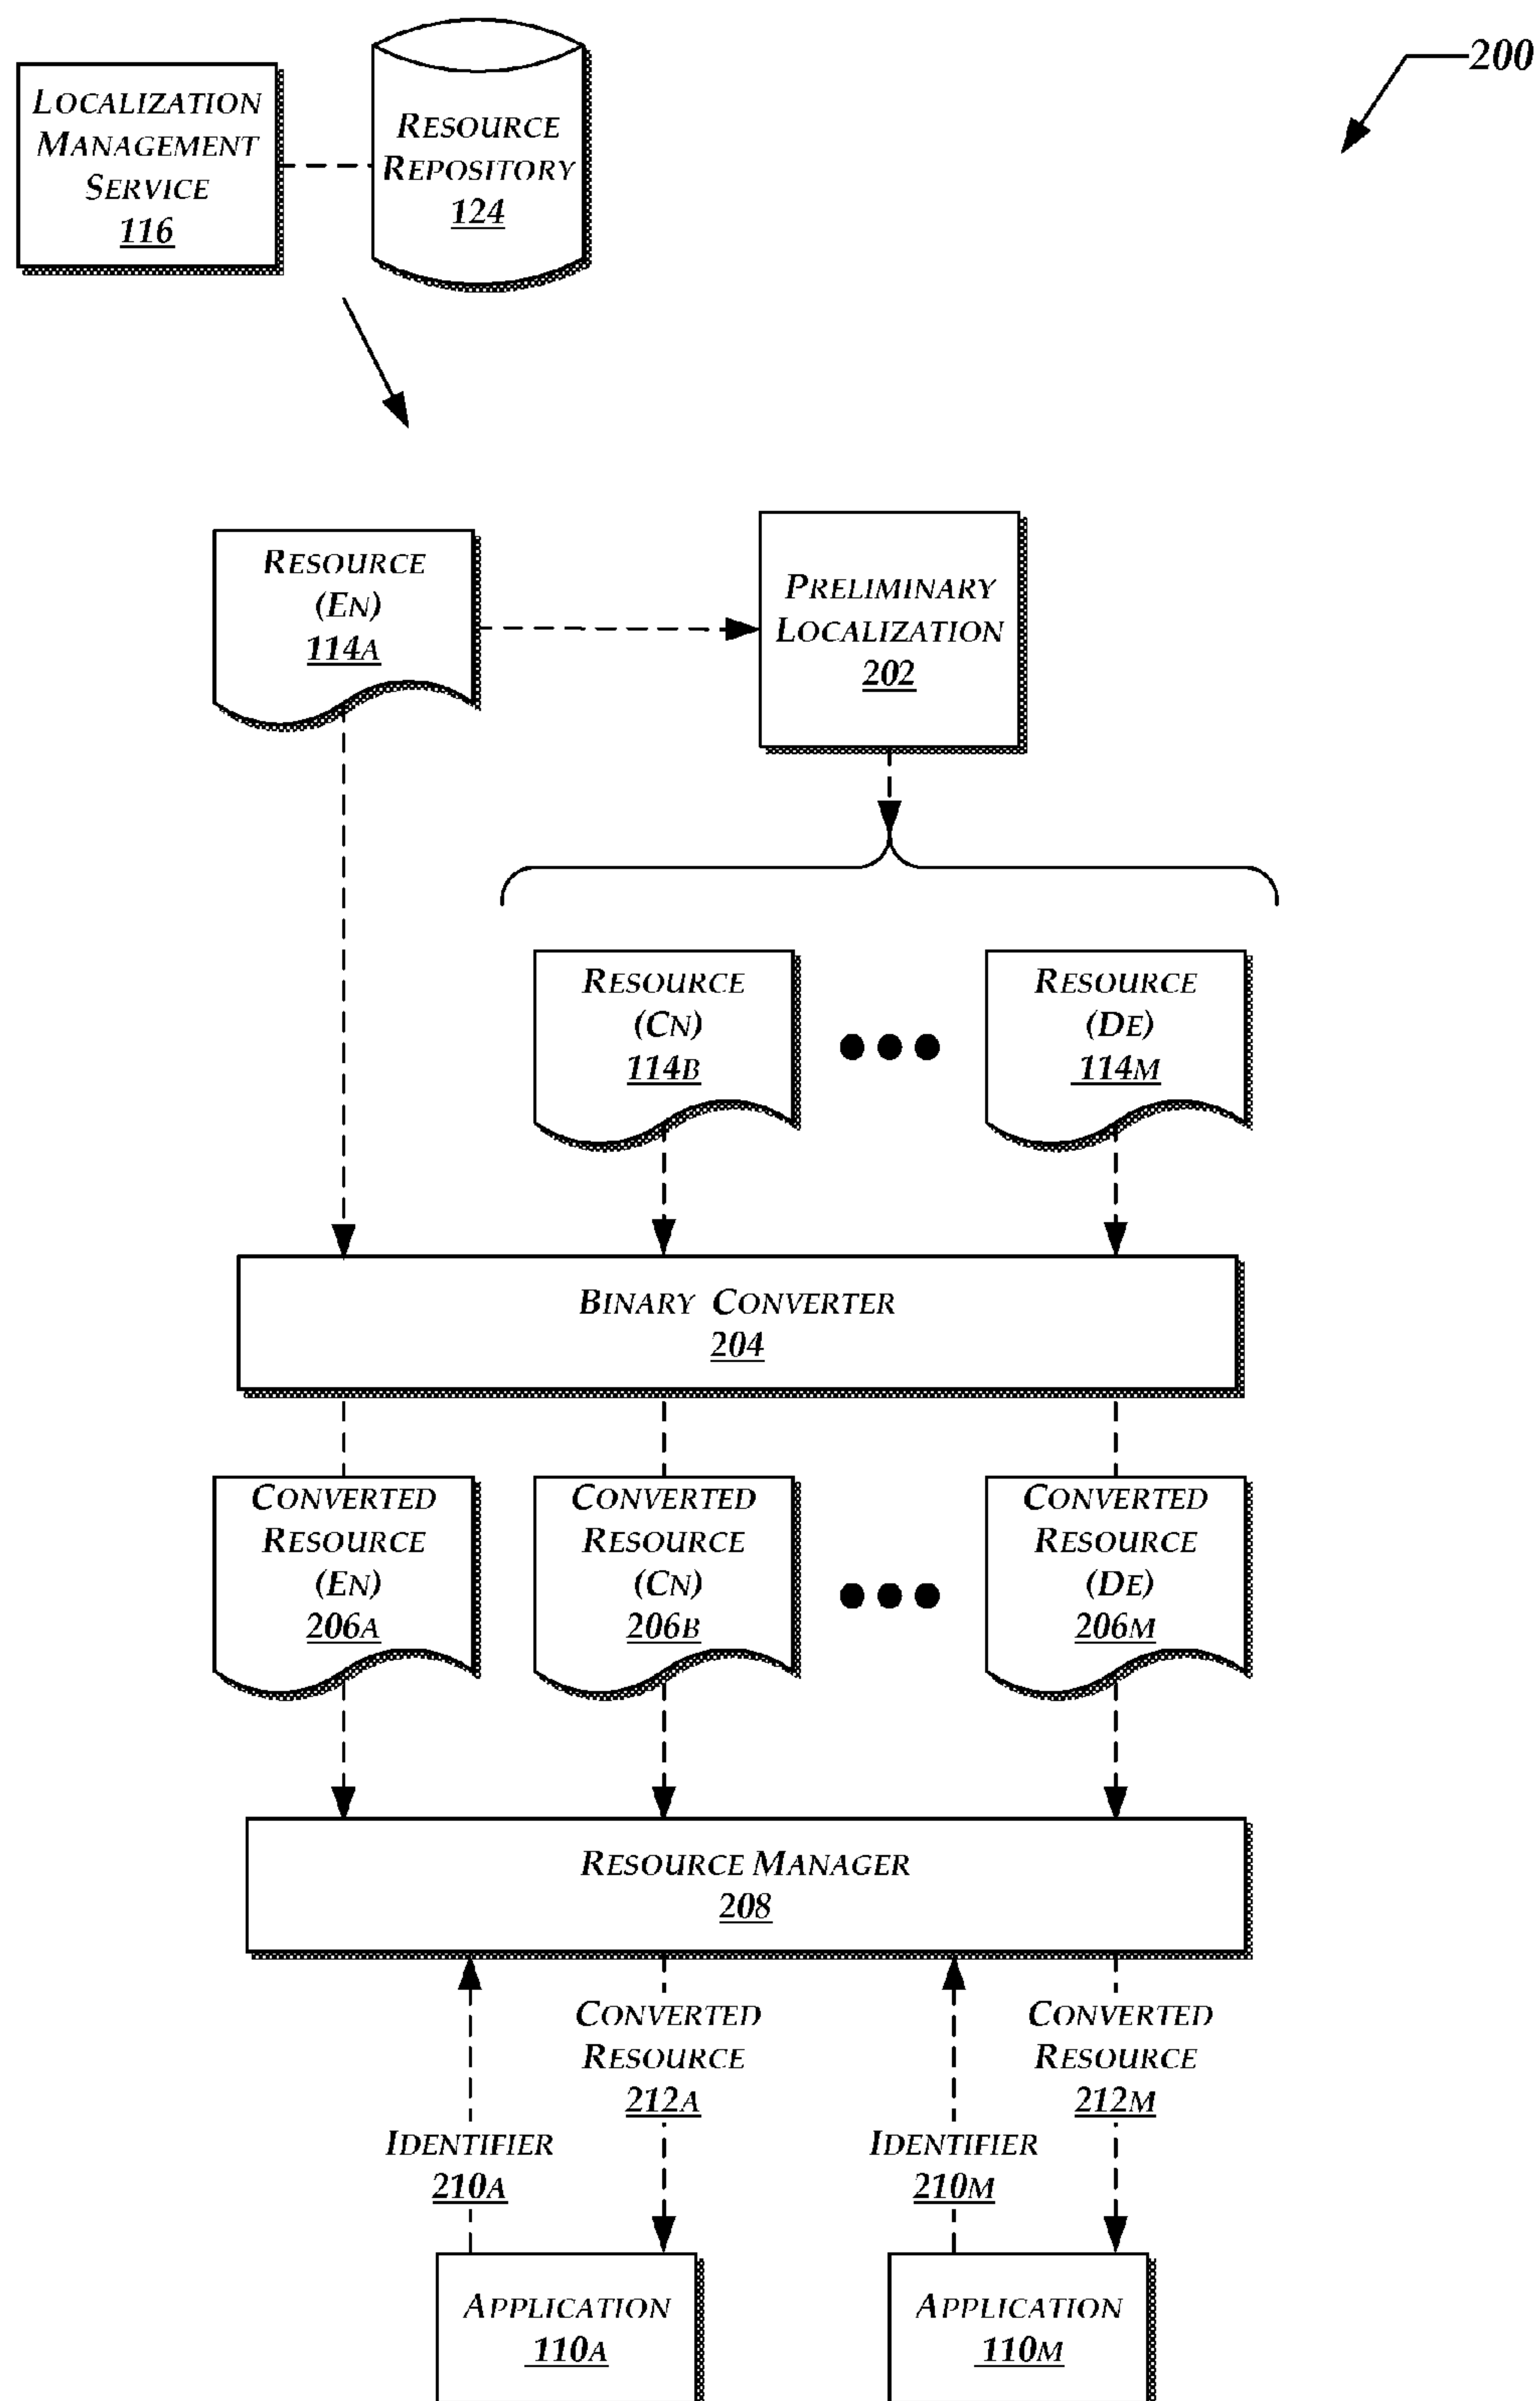 200
LOCALIZATION
MANAGEMENT
SERVICE
116
RESOURCE
REPOSITORY
124
RESOURCE
(EN)
114A
PRELIMINARY
LOCALIZATION
202
RESOURCE
(CN)
114B
RESOURCE
(DE)
114M
BINARY CONVERTER
204
CONVERTED
RESOURCE
(EN)
206A
CONVERTED
RESOURCE
(CN)
206B
CONVERTED
RESOURCE
(DE)
206M
RESOURCE MANAGER
208
IDENTIFIER
210A
CONVERTED
RESOURCE
212A
IDENTIFIER
210M
CONVERTED
RESOURCE
212M
APPLICATION
110A
APPLICATION
110M